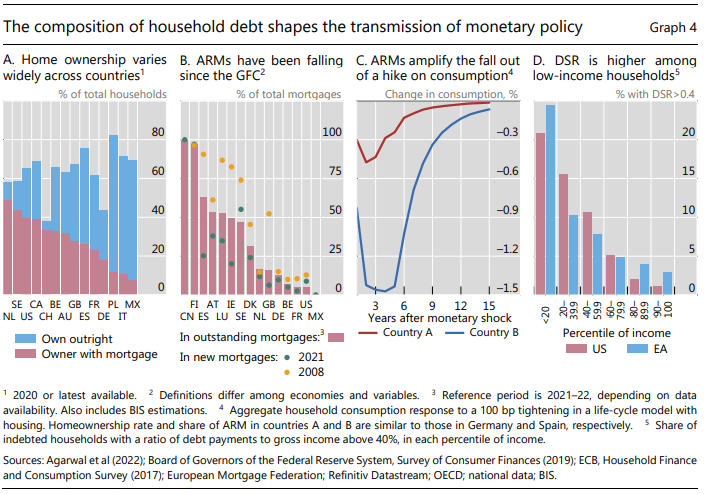 The composition of household debt shapes the transmission of monetary policy
Graph 4
A. Home ownership varies
widely across countries1
% of total households
80
60
40
20
0
SE CA BE GB FR PL MX
NL US CH AU ES DE IT
Own outright
Owner with mortgage
B. ARMs have been falling
since the GFC2
% of total mortgages
100
75
50
25
0
FI AT IE DK GB BE US
CN ES LU SE NL DE FR MX
In outstanding mortgages:3
In new mortgages:
2021
2008
C. ARMs amplify the fall out
of a hike on consumption4
Change in consumption, %
–0.3
–0.6
–0.9
–1.2
–1.5
3 6 9 12 15
Years after monetary shock
Country A
Country B
D. DSR is higher among
low-income households5
% with DSR>0.4
20
15
10
5
0
<20
20–39.9
40–59.9
60–79.9
80–89.9
90–100
Percentile of income
US
EA
1 2020 or latest available. 2 Definitions differ among economies and variables. 3 Reference period is 2021–22, depending on data
availability. Also includes BIS estimations. 4 Aggregate household consumption response to a 100 bp tightening in a life-cycle model with
housing. Homeownership rate and share of ARM in countries A and B are similar to those in Germany and Spain, respectively. 5 Share of
indebted households with a ratio of debt payments to gross income above 40%, in each percentile of income.
Sources: Agarwal et al (2022); Board of Governors of the Federal Reserve System, Survey of Consumer Finances (2019); ECB, Household Finance
and Consumption Survey (2017); European Mortgage Federation; Refinitiv Datastream; OECD; national data; BIS.